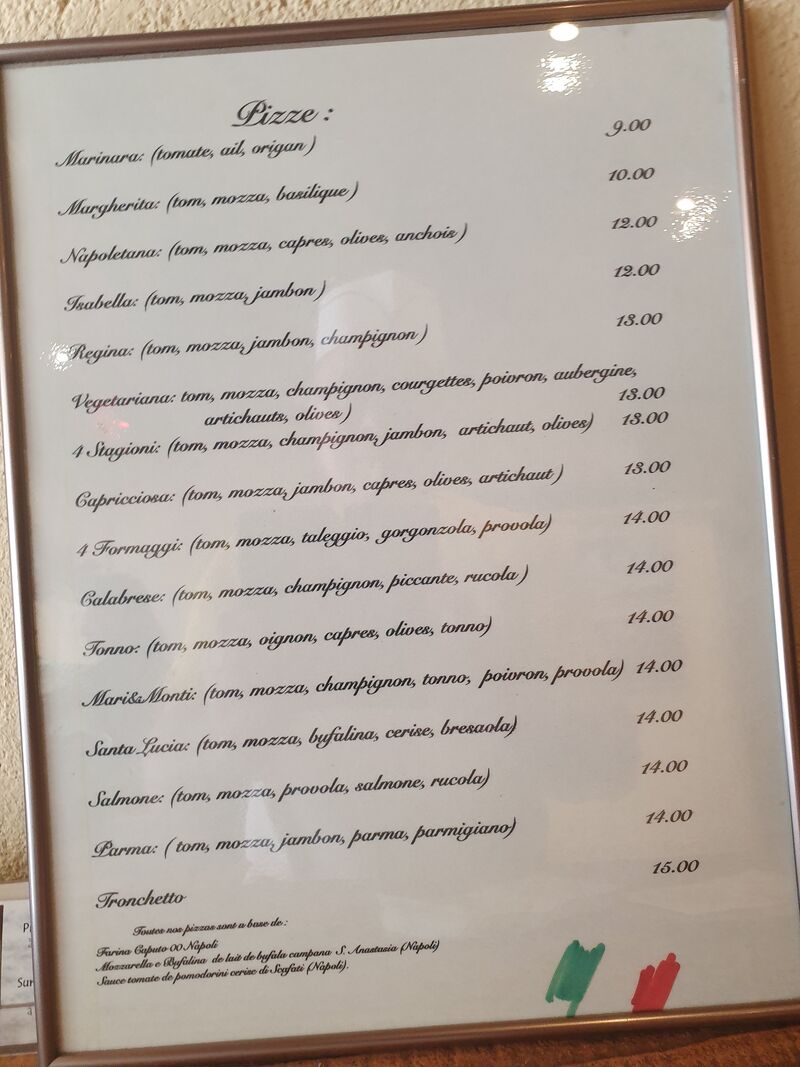 Pizze :
Marinara: (tomate, ail, origan ) 9.00
Margherita: (tom, mozza, basilique ) 10.00
Napoletana: (tom, mozza, capres, olives, anchois ) 12.00
Isabella: (tom, mozza, jambon ) 12.00
Regina: (tom, mozza, jambon, champignon ) 13.00
Vegetariana: tom, mozza, champignon, courgettes, poivron, aubergine,
artichauts, olives ) 13.00
4 Stagioni: (tom, mozza, champignon, jambon, artichaut, olives) 13.00
Capricciosa: (tom, mozza, jambon, capres, olives, artichaut ) 13.00
4 Formaggi: (tom, mozza, taleggio, gorgonzola, provola) 14.00
Calabrese: (tom, mozza, champignon, piccante, rucola ) 14.00
Tonno: (tom, mozza, oignon, capres, olives, tonno) 14.00
Mari&Monti: (tom, mozza, champignon, tonno, poivron, provola) 14.00
Santa Lucia: (tom, mozza, bufalina, cerise, bresaola) 14.00
Salmone: (tom, mozza, provola, salmone, rucola) 14.00
Parma: ( tom, mozza, jambon, parma, parmigiano) 14.00
Tronchetto 15.00
Toutes nos pizzas sont a base de :
Farina Caputo 00 Napoli
Mozzarella e Bufalina de lait de bufala campana S. Anastasia (Napoli)
Sauce tomate de pomodorini cerise di Scafati (Napoli).
Sur